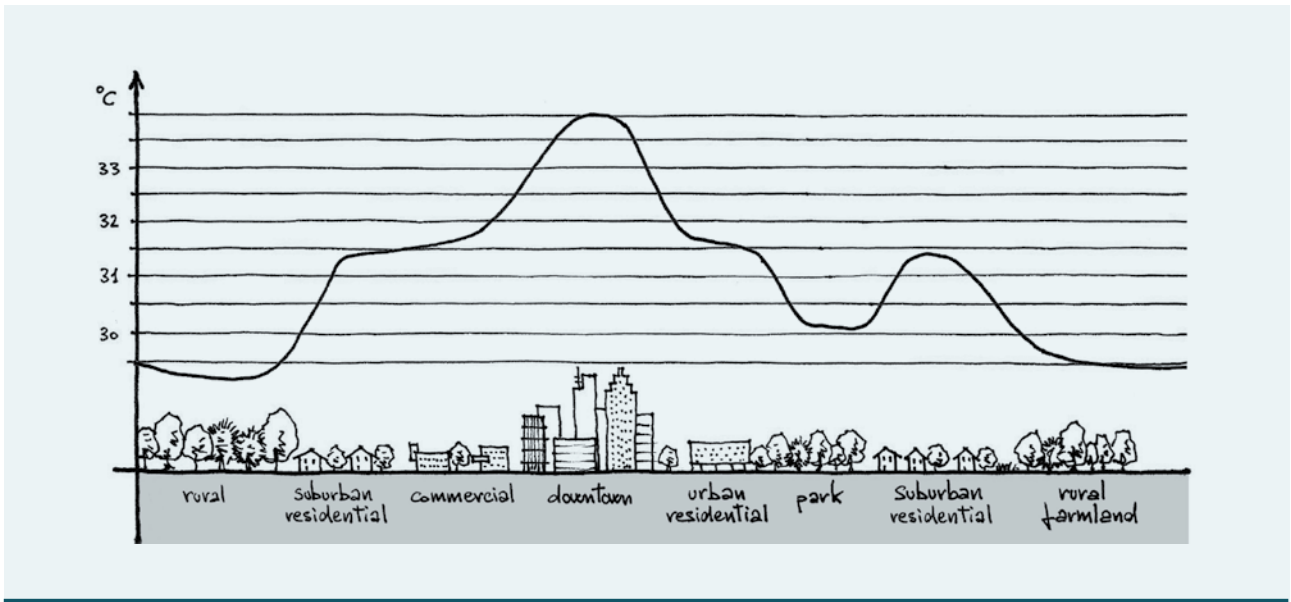 °C
33
32
31
30
rural
suburban
residential
commercial
downtown
urban
residential
park
Suburban
residential
rural
farmland